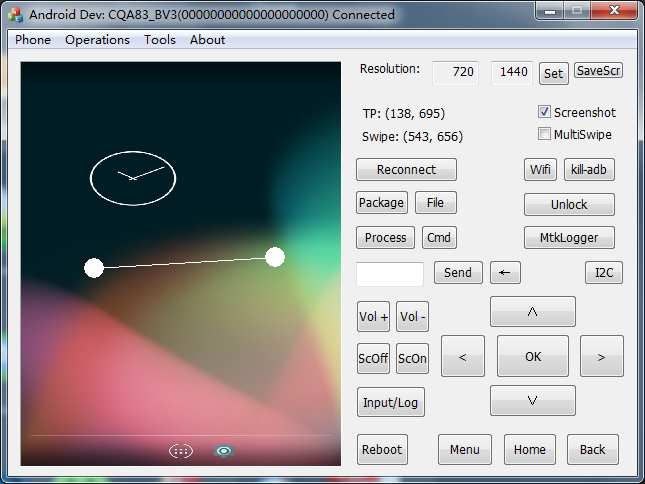 Android Dev: CQA83_BV3(00000000000000000000) Connected
Phone Operations Tools About
Resolution: 720 1440 Set SaveScr
TP: (138, 695) Screenshot
Swipe: (543, 656) MultiSwipe
Reconnect Wifi kill-adb
Package File Unlock
Process Cmd MtkLogger
Send ← I2C
Vol + Vol - ^
ScOff ScOn < OK >
Input/Log v
Reboot Menu Home Back